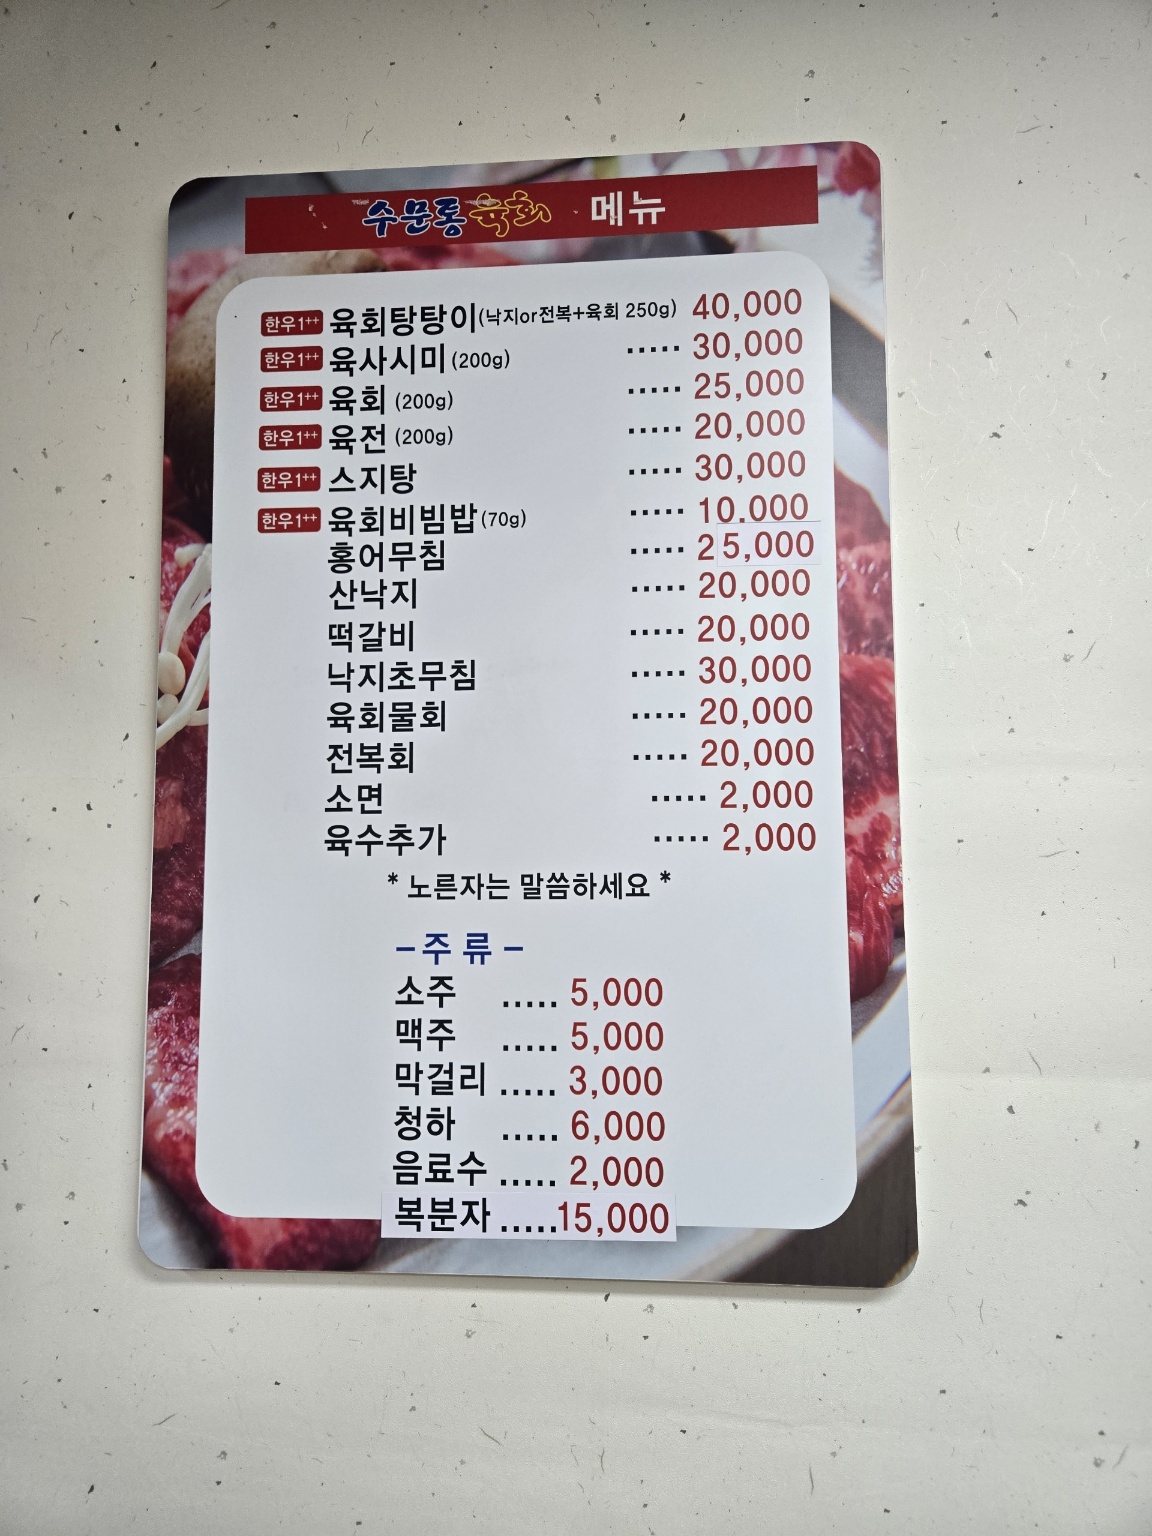 수문통육회 메뉴
한우1++ 육회탕탕이(낙지or전복+육회 250g) 40,000
한우1++ 육사시미 (200g) ..... 30,000
한우1++ 육회 (200g) ..... 25,000
한우1++ 육전 (200g) ..... 20,000
한우1++ 스지탕 ..... 30,000
한우1++ 육회비빔밥 (70g) ..... 10.000
홍어무침 ..... 25,000
산낙지 ..... 20,000
떡갈비 ..... 20,000
낙지초무침 ..... 30,000
육회물회 ..... 20,000
전복회 ..... 20,000
소면 ..... 2,000
육수추가 ..... 2,000
* 노른자는 말씀하세요 *
- 주 류 -
소주 ..... 5,000
맥주 ..... 5,000
막걸리 ..... 3,000
청하 ..... 6,000
음료수 ..... 2,000
복분자 .....15,000